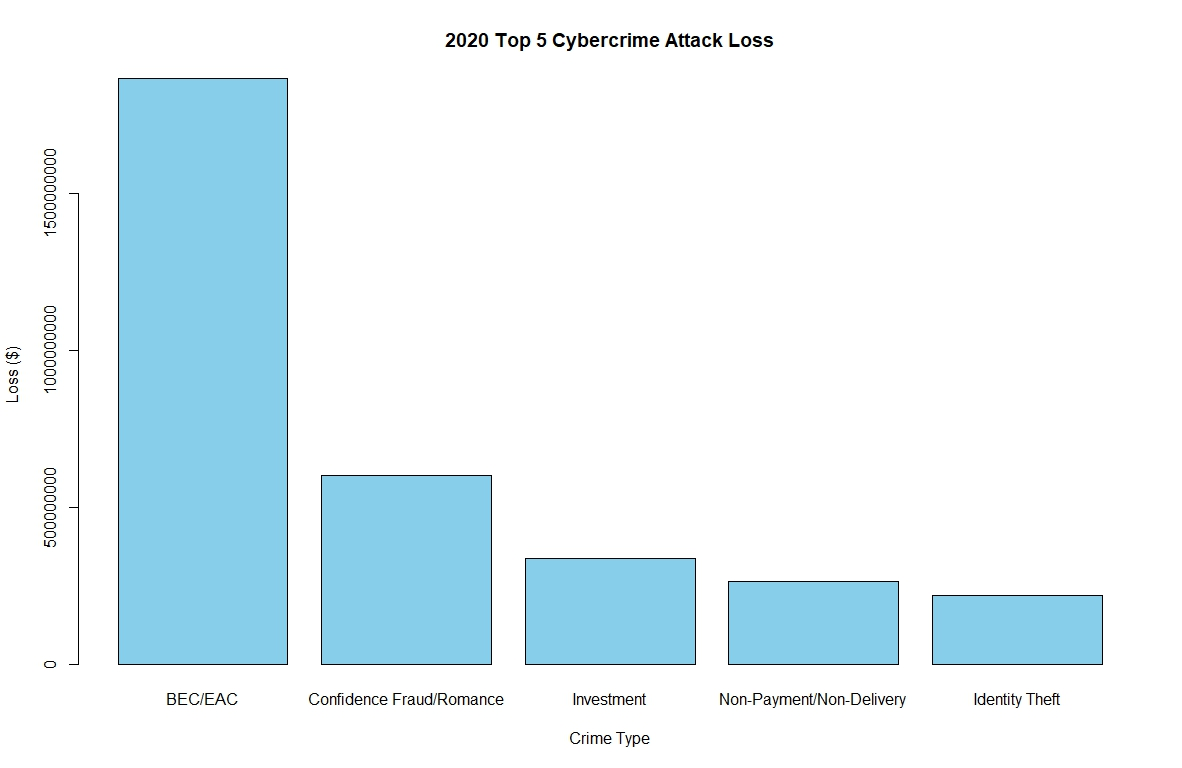 2020 Top 5 Cybercrime Attack Loss
Loss ($)
1500000000
1000000000
500000000
0
BEC/EAC
Confidence Fraud/Romance
Investment
Non-Payment/Non-Delivery
Identity Theft
Crime Type